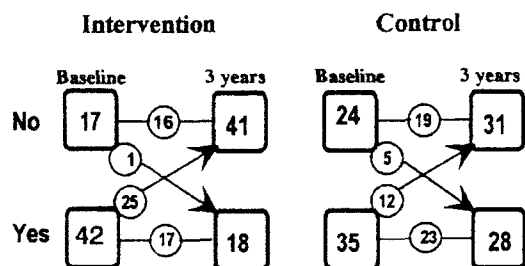 Intervention Control
Baseline 3 years Baseline 3 years
No 17 16 41 24 19 31
1 5
25 12
Yes 42 17 18 35 23 28